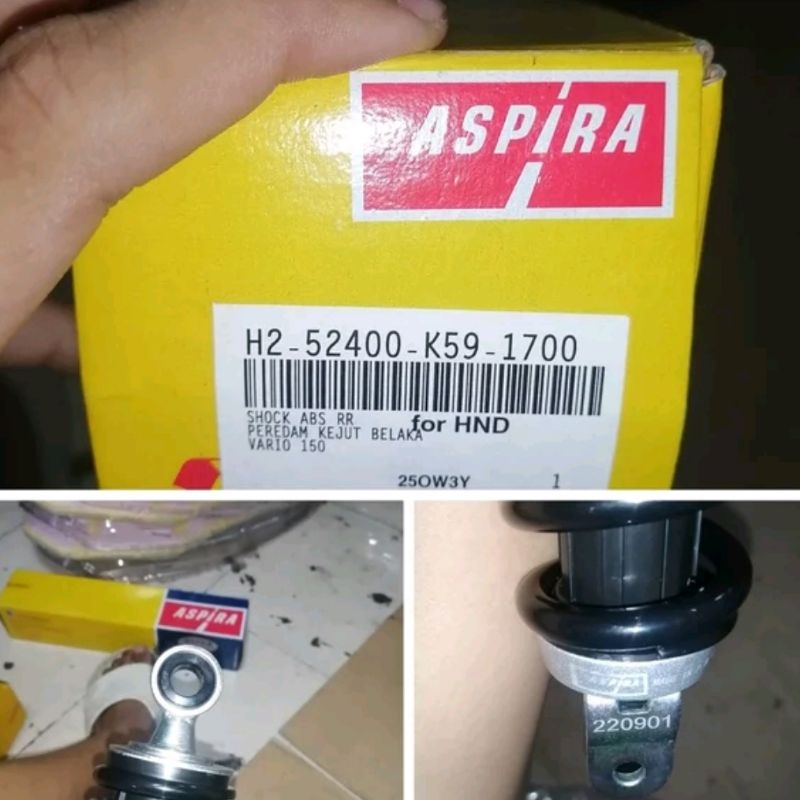 ASPIRA
H2-52400-K59-1700
SHOCK ABS RR
for HND
PEREDAM KEJUT BELAKA
VARIO 150
25OW3Y 1
ASPIRA
220901